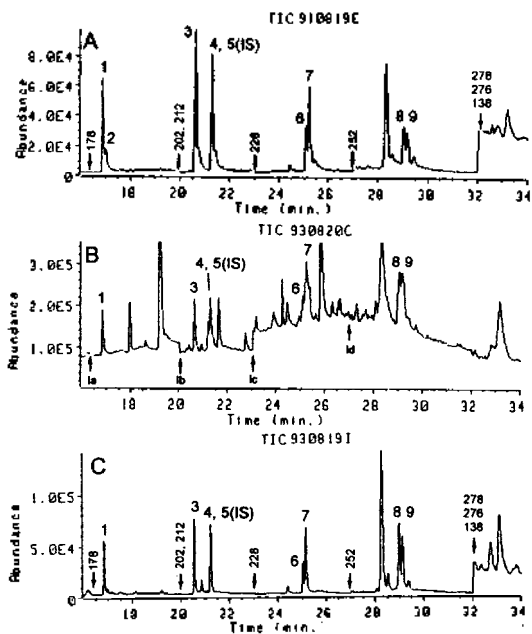 TIC 910819E
A
Abundance
8.0E4
6.0E4
4.0E4
2.0E4
0
178
1
2
202, 212
3
4, 5(IS)
228
6
7
252
8 9
278
276
138
18 20 22 24 26 28 30 32 34
Time (min.)
TIC 930820C
B
Abundance
3.0E5
2.0E5
1.0E5
1
3
4, 5(IS)
6
7
8 9
Ia
Ib
Ic
Id
18 20 22 24 26 28 30 32 34
Time (min.)
TIC 930819I
C
Abundance
1.0E5
5.0E4
0
178
1
202, 212
3
4, 5(IS)
228
6
7
252
8 9
278
276
138
18 20 22 24 26 28 30 32 34
Time (min.)